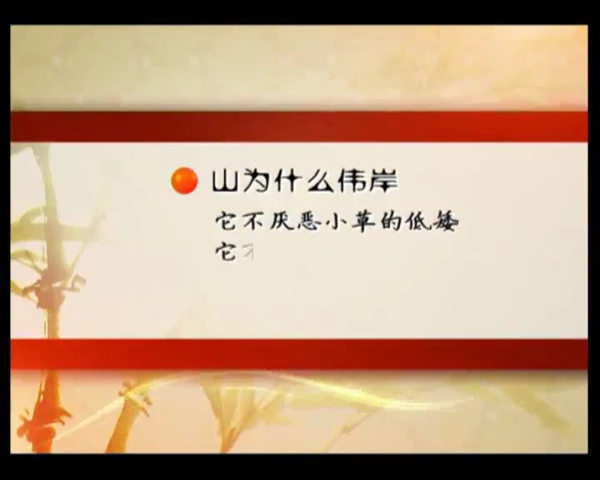 山为什么伟岸
它不厌恶小草的低矮
它